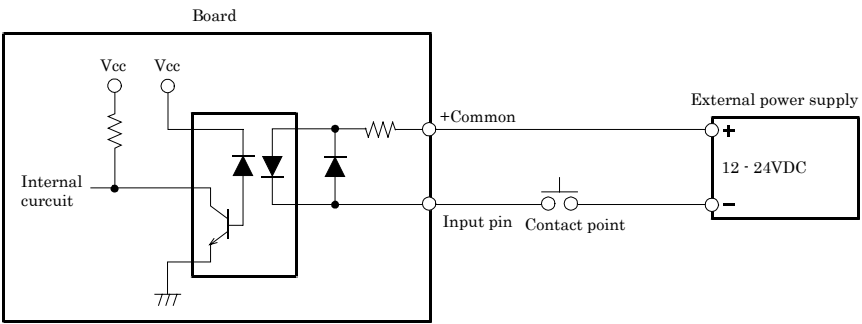 Board
Vcc
Vcc
+Common
External power supply
+
12 - 24VDC
Internal
curcuit
−
Input pin
Contact point